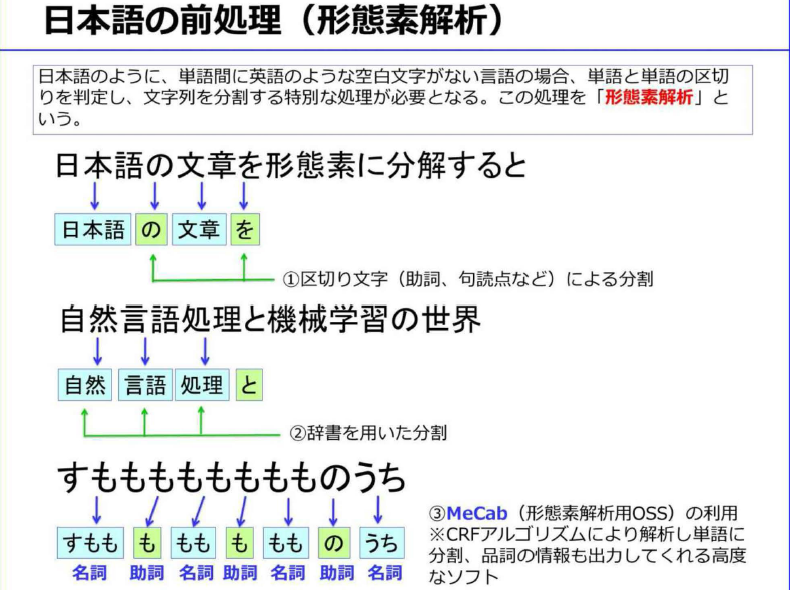 日本語の前処理（形態素解析）
日本語のように、単語間に英語のような空白文字がない言語の場合、単語と単語の区切
りを判定し、文字列を分割する特別な処理が必要となる。この処理を「形態素解析」と
いう。
日本語の文章を形態素に分解すると
日本語 の 文章 を
①区切り文字（助詞、句読点など）による分割
自然言語処理と機械学習の世界
自然 言語 処理 と
②辞書を用いた分割
すもももももももものうち
すもも も もも も もも の うち
名詞 助詞 名詞 助詞 名詞 助詞 名詞
③MeCab（形態素解析用OSS）の利用
※CRFアルゴリズムにより解析し単語に
分割、品詞の情報も出力してくれる高度
なソフト